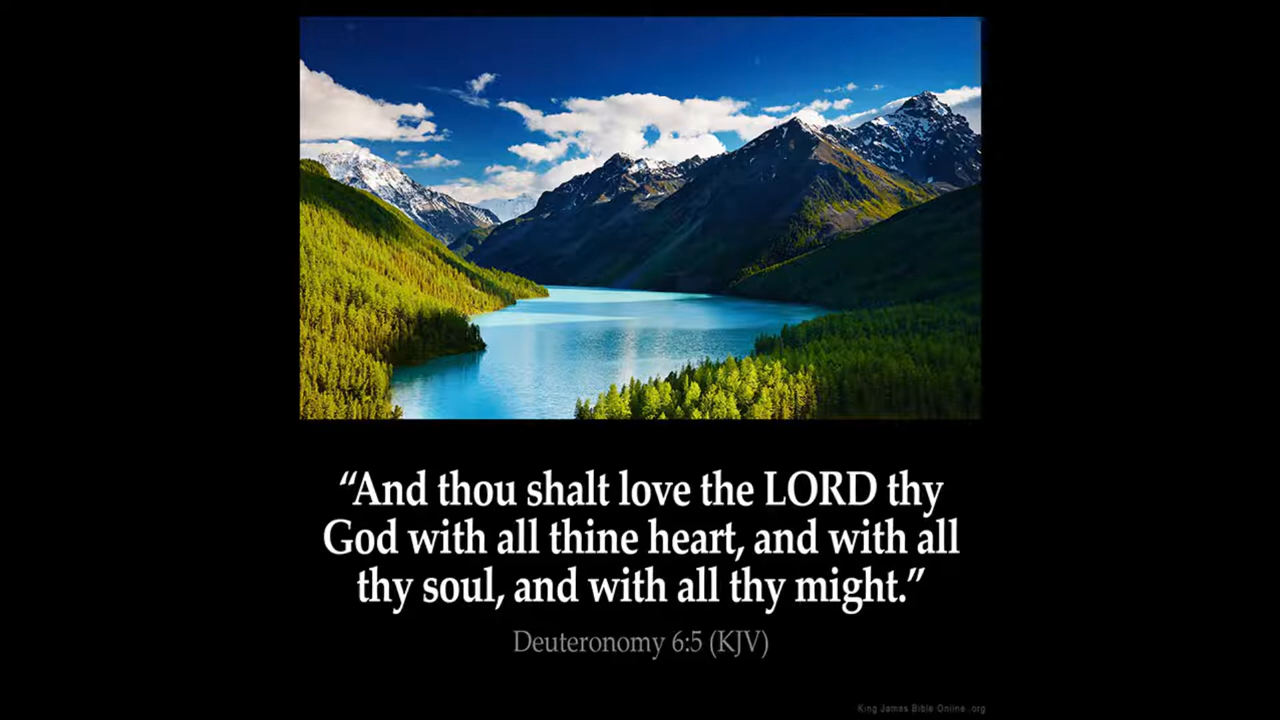 “And thou shalt love the LORD thy
God with all thine heart, and with all
thy soul, and with all thy might.”
Deuteronomy 6:5 (KJV)
King James Bible Online .org